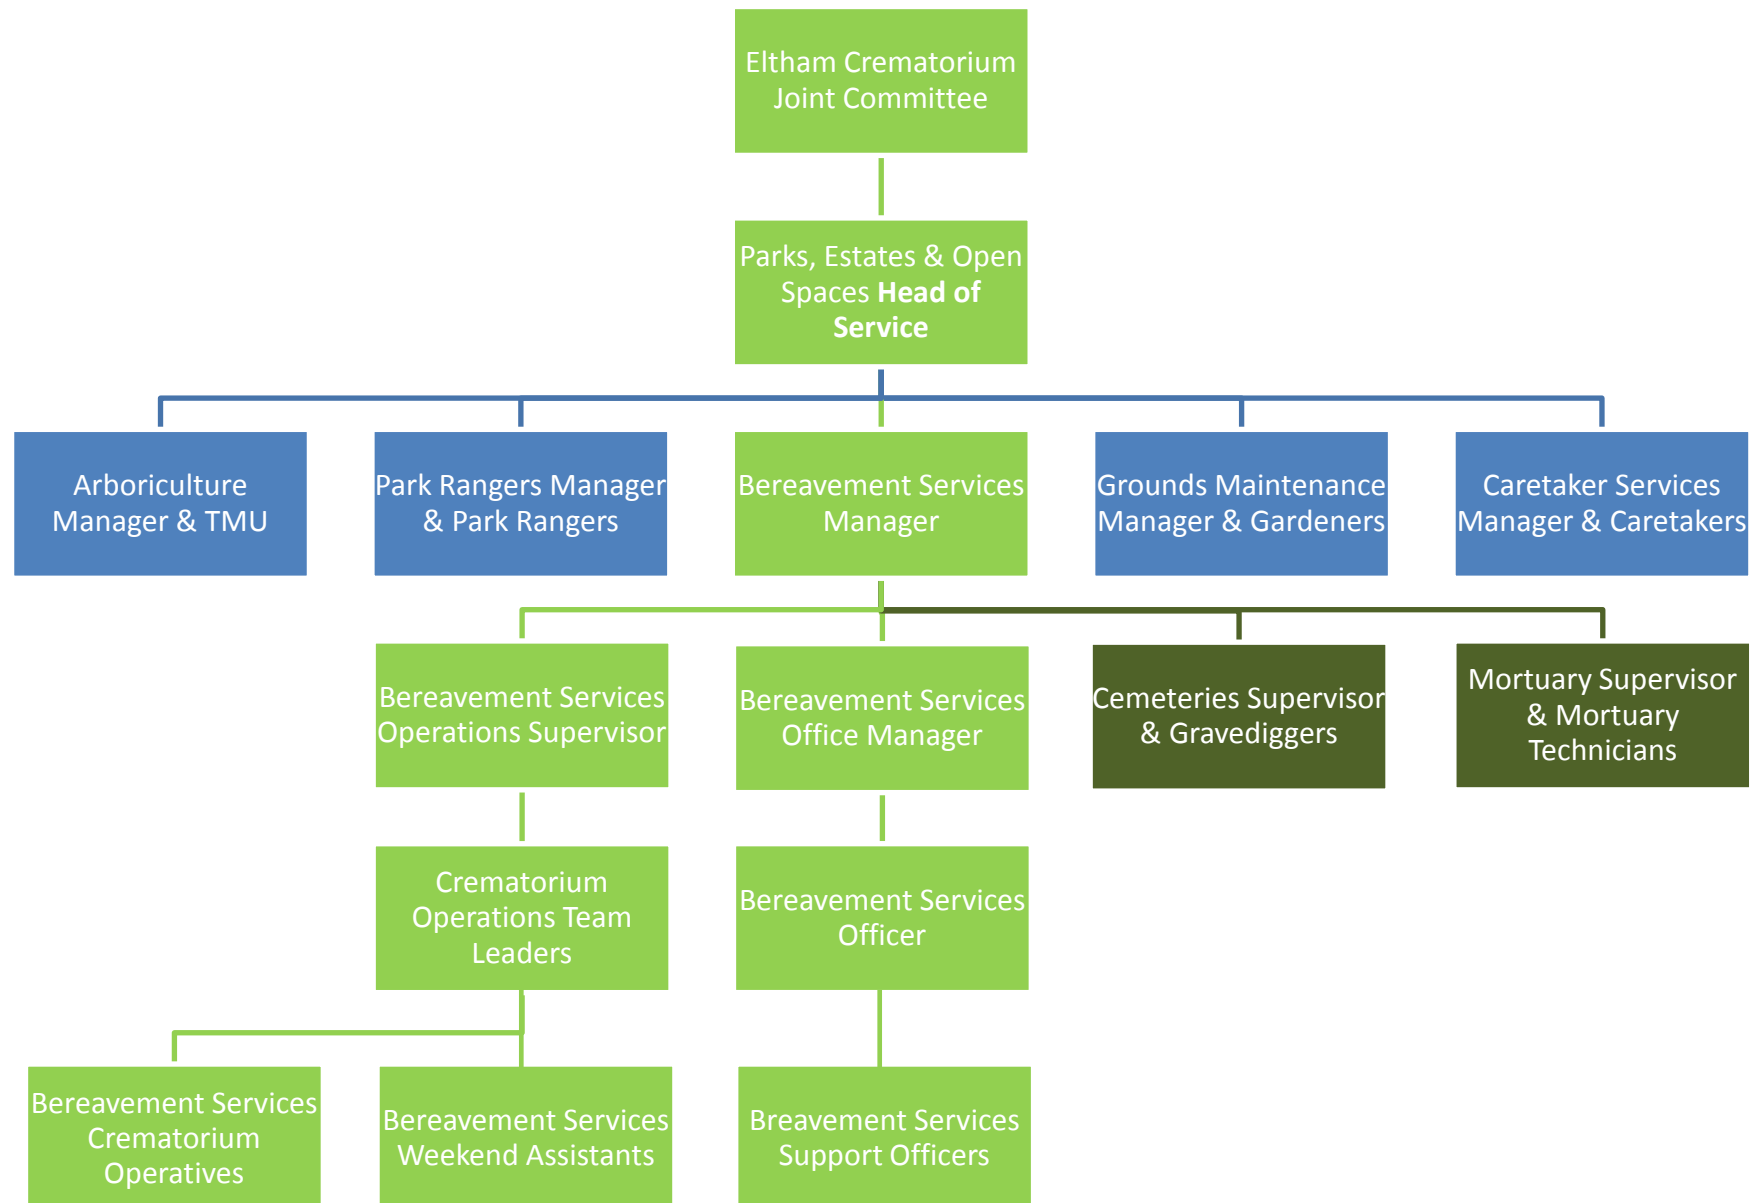 Eltham Crematorium
Joint Committee
Parks, Estates & Open
Spaces Head of
Service
Arboriculture
Manager & TMU
Park Rangers Manager
& Park Rangers
Bereavement Services
Manager
Grounds Maintenance
Manager & Gardeners
Caretaker Services
Manager & Caretakers
Bereavement Services
Operations Supervisor
Bereavement Services
Office Manager
Cemeteries Supervisor
& Gravediggers
Mortuary Supervisor
& Mortuary
Technicians
Crematorium
Operations Team
Leaders
Bereavement Services
Officer
Bereavement Services
Crematorium
Operatives
Bereavement Services
Weekend Assistants
Breavement Services
Support Officers